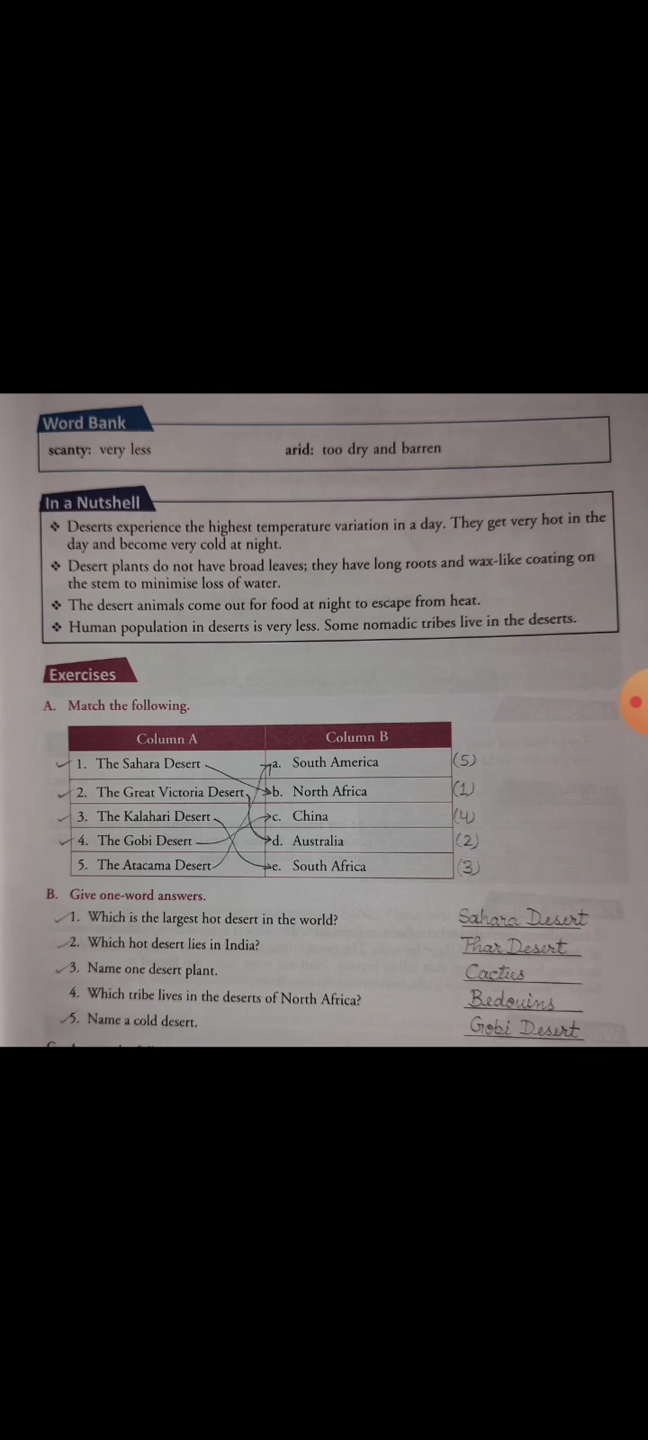 Word Bank
scanty: very less arid: too dry and barren
In a Nutshell
❖ Deserts experience the highest temperature variation in a day. They get very hot in the
day and become very cold at night.
❖ Desert plants do not have broad leaves; they have long roots and wax-like coating on
the stem to minimise loss of water.
❖ The desert animals come out for food at night to escape from heat.
❖ Human population in deserts is very less. Some nomadic tribes live in the deserts.
Exercises
A. Match the following.
Column A Column B
1. The Sahara Desert a. South America (5)
2. The Great Victoria Desert b. North Africa (1)
3. The Kalahari Desert c. China (4)
4. The Gobi Desert d. Australia (2)
5. The Atacama Desert e. South Africa (3)
B. Give one-word answers.
1. Which is the largest hot desert in the world? Sahara Desert
2. Which hot desert lies in India? Thar Desert
3. Name one desert plant. Cactus
4. Which tribe lives in the deserts of North Africa? Bedouins
5. Name a cold desert. Gobi Desert